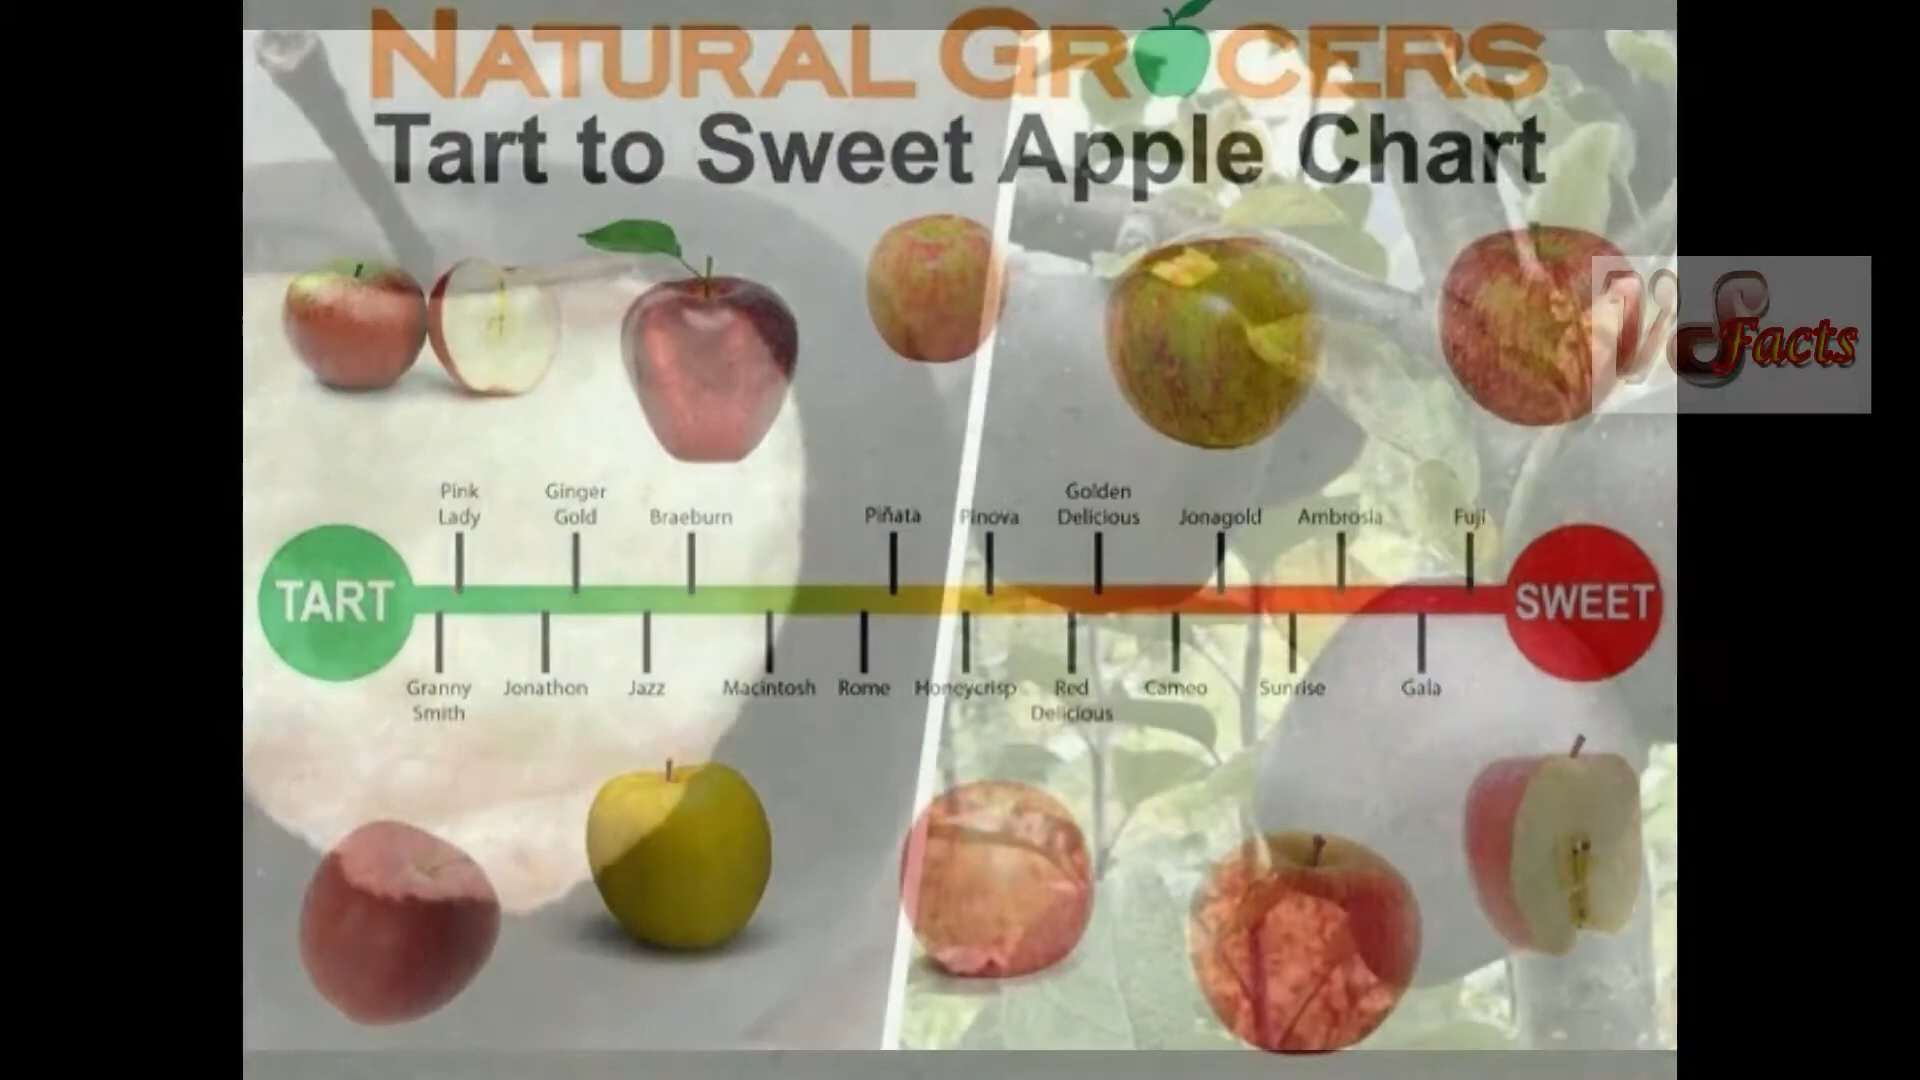 NATURAL GROCERS
Tart to Sweet Apple Chart
VS Facts
Pink
Lady
Ginger
Gold
Braeburn
Piñata
Pinova
Golden
Delicious
Jonagold
Ambrosia
Fuji
TART
SWEET
Granny
Smith
Jonathon
Jazz
Macintosh
Rome
Honeycrisp
Red
Delicious
Cameo
Sunrise
Gala